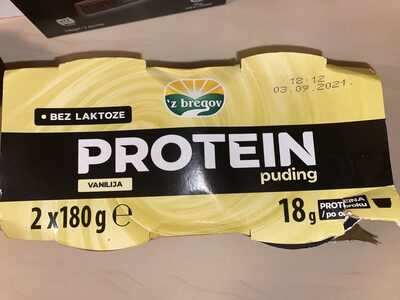 18:12
03.09.2021.
'z bregov
• BEZ LAKTOZE
PROTEIN
puding
VANILIJA
2 x 180 g ℮
18 g